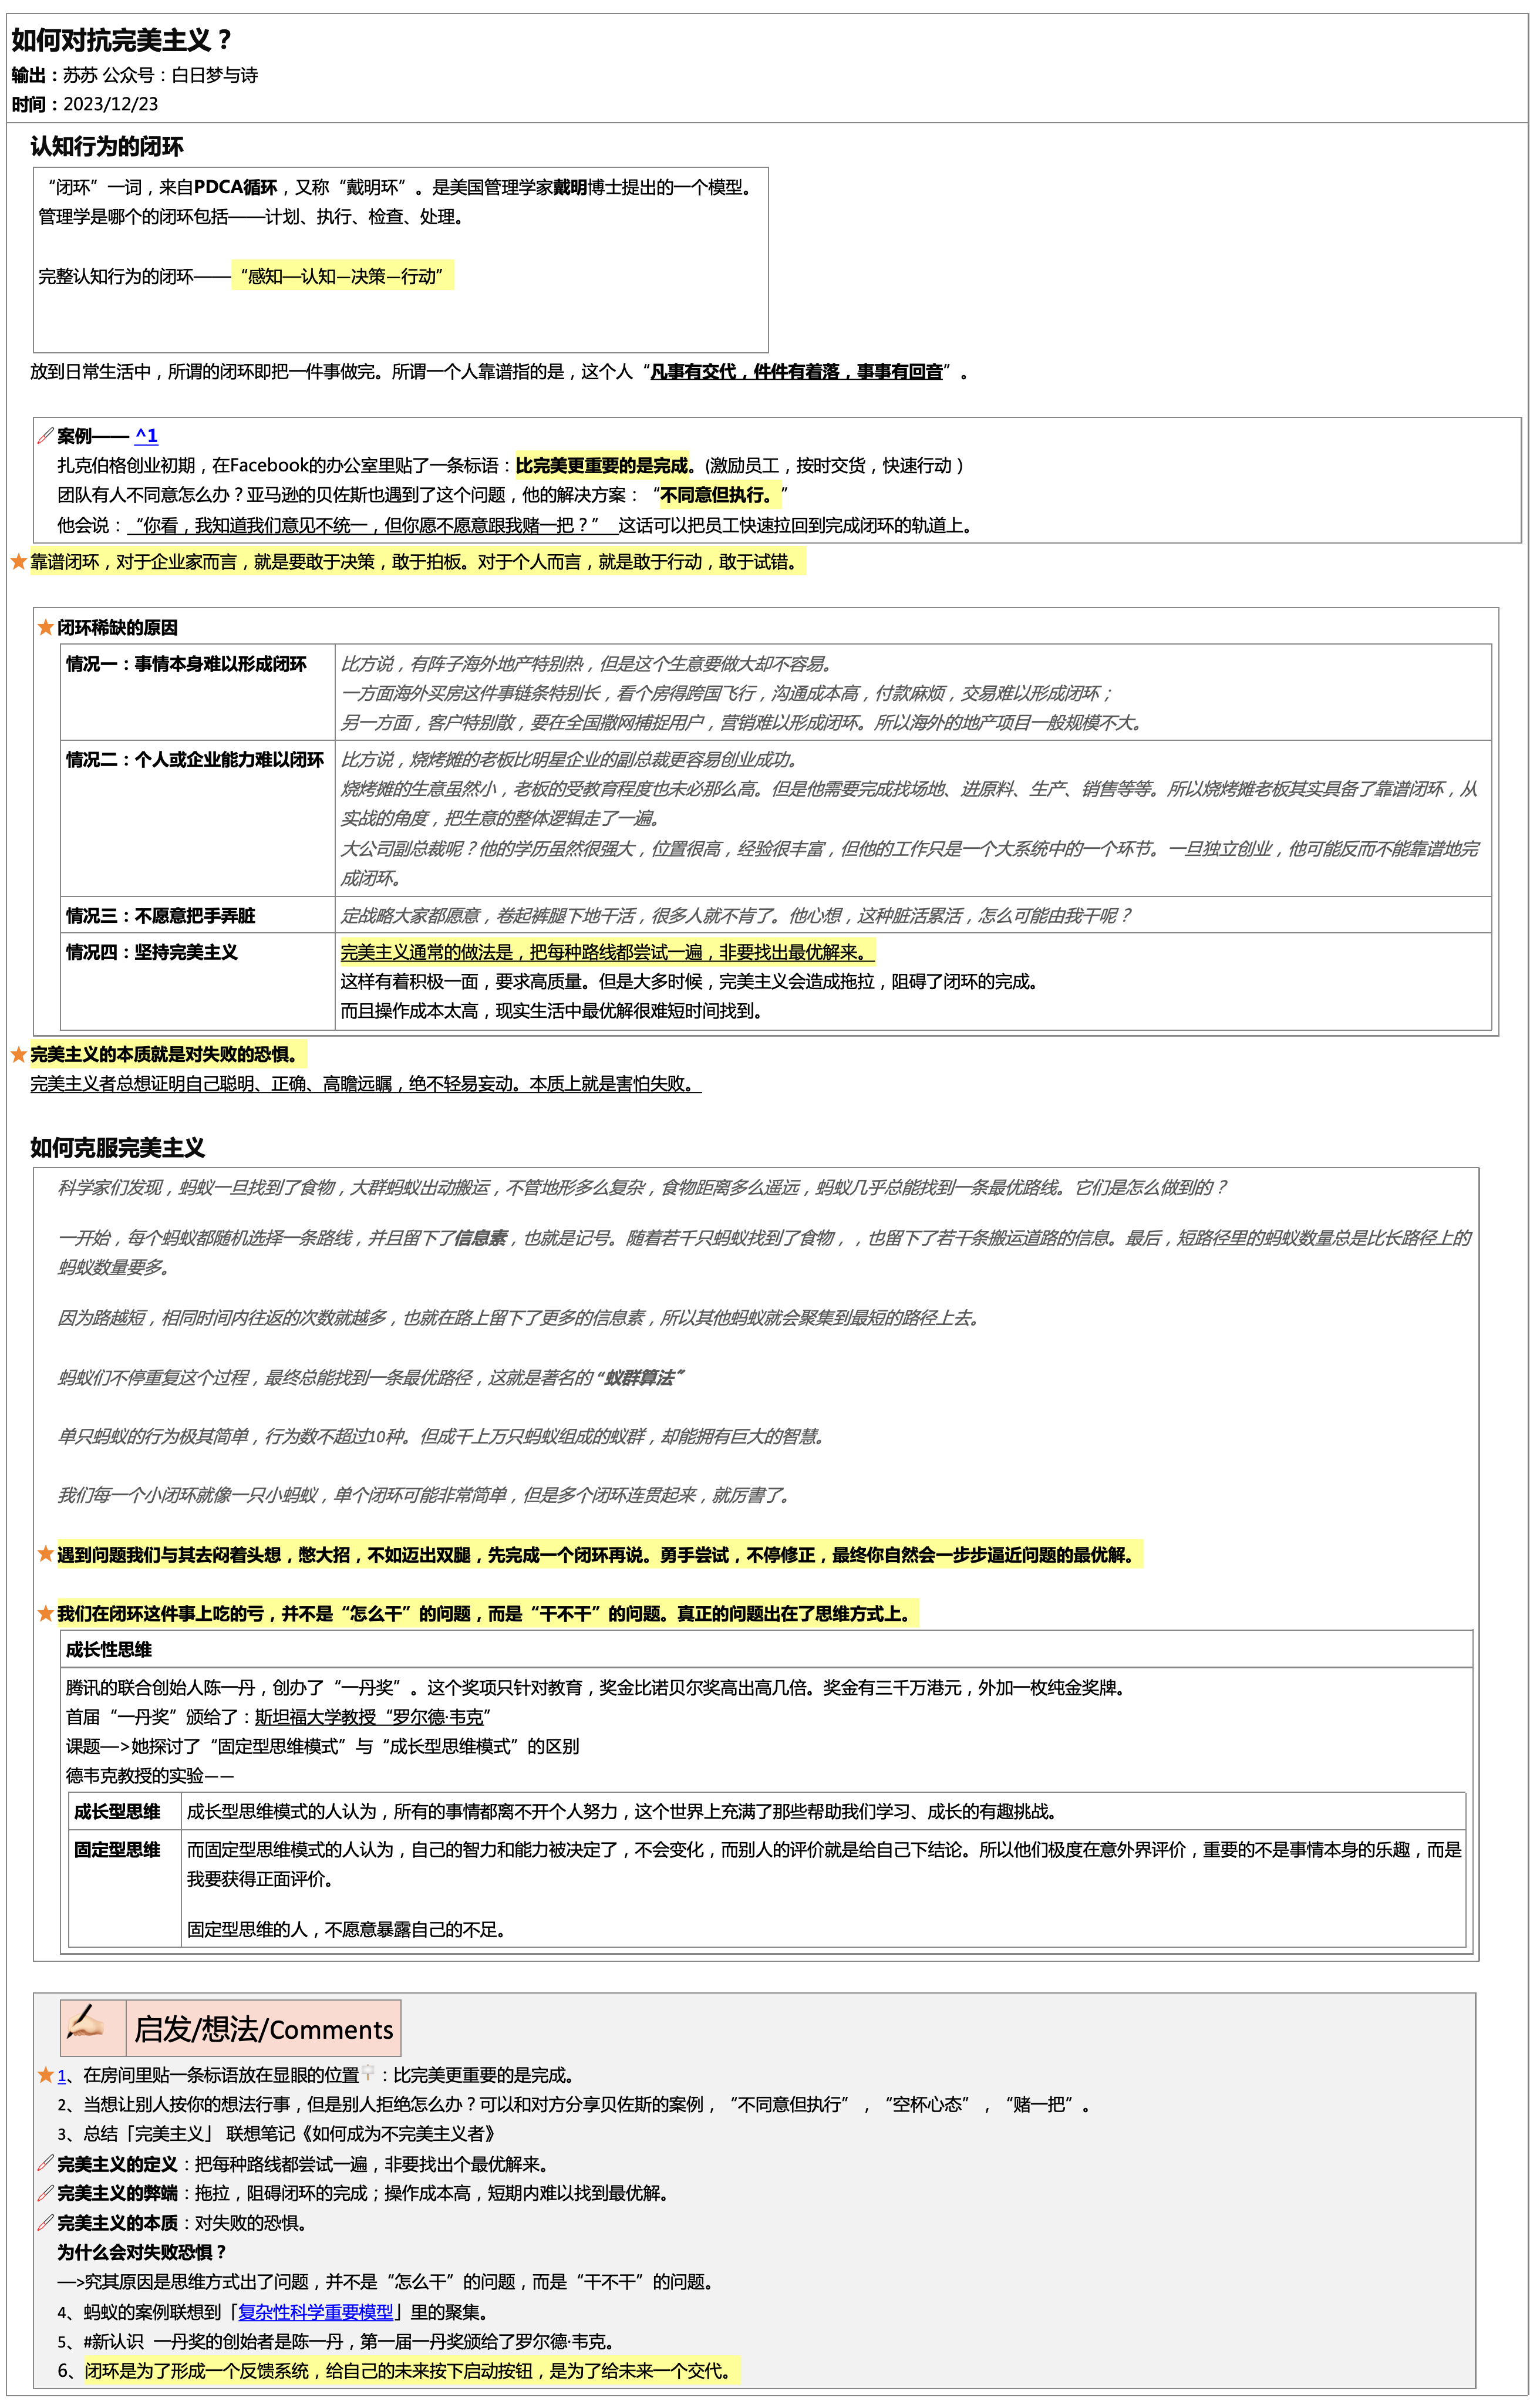 如何对抗完美主义？
输出：苏苏 公众号：白日梦与诗
时间：2023/12/23
认知行为的闭环
“闭环”一词，来自PDCA循环，又称“戴明环”。是美国管理学家戴明博士提出的一个模型。
管理学是哪个的闭环包括——计划、执行、检查、处理。
完整认知行为的闭环——“感知—认知—决策—行动”
放到日常生活中，所谓的闭环即把一件事做完。所谓一个人靠谱指的是，这个人“凡事有交代，件件有着落，事事有回音”。
案例—— ^1
扎克伯格创业初期，在Facebook的办公室里贴了一条标语：比完美更重要的是完成。(激励员工，按时交货，快速行动）
团队有人不同意怎么办？亚马逊的贝佐斯也遇到了这个问题，他的解决方案：“不同意但执行。”
他会说：“你看，我知道我们意见不统一，但你愿不愿意跟我赌一把？” 这话可以把员工快速拉回到完成闭环的轨道上。
靠谱闭环，对于企业家而言，就是要敢于决策，敢于拍板。对于个人而言，就是敢于行动，敢于试错。
闭环稀缺的原因
情况一：事情本身难以形成闭环
比方说，有阵子海外地产特别热，但是这个生意要做大却不容易。
一方面海外买房这件事链条特别长，看个房得跨国飞行，沟通成本高，付款麻烦，交易难以形成闭环；
另一方面，客户特别散，要在全国撒网捕捉用户，营销难以形成闭环。所以海外的地产项目一般规模不大。
情况二：个人或企业能力难以闭环
比方说，烧烤摊的老板比明星企业的副总裁更容易创业成功。
烧烤摊的生意虽然小，老板的受教育程度也未必那么高。但是他需要完成找场地、进原料、生产、销售等等。所以烧烤摊老板其实具备了靠谱闭环，从
实战的角度，把生意的整体逻辑走了一遍。
大公司副总裁呢？他的学历虽然很强大，位置很高，经验很丰富，但他的工作只是一个大系统中的一个环节。一旦独立创业，他可能反而不能靠谱地完
成闭环。
情况三：不愿意把手弄脏
定战略大家都愿意，卷起裤腿下地干活，很多人就不肯了。他心想，这种脏活累活，怎么可能由我干呢？
情况四：坚持完美主义
完美主义通常的做法是，把每种路线都尝试一遍，非要找出最优解来。
这样有着积极一面，要求高质量。但是大多时候，完美主义会造成拖拉，阻碍了闭环的完成。
而且操作成本太高，现实生活中最优解很难短时间找到。
完美主义的本质就是对失败的恐惧。
完美主义者总想证明自己聪明、正确、高瞻远瞩，绝不轻易妄动。本质上就是害怕失败。
如何克服完美主义
科学家们发现，蚂蚁一旦找到了食物，大群蚂蚁出动搬运，不管地形多么复杂，食物距离多么遥远，蚂蚁几乎总能找到一条最优路线。它们是怎么做到的？
一开始，每个蚂蚁都随机选择一条路线，并且留下了信息素，也就是记号。随着若千只蚂蚁找到了食物，，也留下了若千条搬运道路的信息。最后，短路径里的蚂蚁数量总是比长路径上的
蚂蚁数量要多。
因为路越短，相同时间内往返的次数就越多，也就在路上留下了更多的信息素，所以其他蚂蚁就会聚集到最短的路径上去。
蚂蚁们不停重复这个过程，最终总能找到一条最优路径，这就是著名的 “蚁群算法”
单只蚂蚁的行为极其简单，行为数不超过10种。但成千上万只蚂蚁组成的蚁群，却能拥有巨大的智慧。
我们每一个小闭环就像一只小蚂蚁，单个闭环可能非常简单，但是多个闭环连贯起来，就厉害了。
遇到问题我们与其去闷着头想，憋大招，不如迈出双腿，先完成一个闭环再说。勇手尝试，不停修正，最终你自然会一步步逼近问题的最优解。
我们在闭环这件事上吃的亏，并不是“怎么干”的问题，而是“干不干”的问题。真正的问题出在了思维方式上。
成长性思维
腾讯的联合创始人陈一丹，创办了“一丹奖”。这个奖项只针对教育，奖金比诺贝尔奖高出高几倍。奖金有三千万港元，外加一枚纯金奖牌。
首届“一丹奖”颁给了：斯坦福大学教授“罗尔德·韦克”
课题—>她探讨了“固定型思维模式”与“成长型思维模式”的区别
德韦克教授的实验——
成长型思维
成长型思维模式的人认为，所有的事情都离不开个人努力，这个世界上充满了那些帮助我们学习、成长的有趣挑战。
固定型思维
而固定型思维模式的人认为，自己的智力和能力被决定了，不会变化，而别人的评价就是给自己下结论。所以他们极度在意外界评价，重要的不是事情本身的乐趣，而是
我要获得正面评价。
固定型思维的人，不愿意暴露自己的不足。
启发/想法/Comments
1、在房间里贴一条标语放在显眼的位置：比完美更重要的是完成。
2、当想让别人按你的想法行事，但是别人拒绝怎么办？可以和对方分享贝佐斯的案例，“不同意但执行”，“空杯心态”，“赌一把”。
3、总结「完美主义」 联想笔记《如何成为不完美主义者》
完美主义的定义：把每种路线都尝试一遍，非要找出个最优解来。
完美主义的弊端：拖拉，阻碍闭环的完成；操作成本高，短期内难以找到最优解。
完美主义的本质：对失败的恐惧。
为什么会对失败恐惧？
—>究其原因是思维方式出了问题，并不是“怎么干”的问题，而是“干不干”的问题。
4、蚂蚁的案例联想到「复杂性科学重要模型」里的聚集。
5、#新认识 一丹奖的创始者是陈一丹，第一届一丹奖颁给了罗尔德·韦克。
6、闭环是为了形成一个反馈系统，给自己的未来按下启动按钮，是为了给未来一个交代。